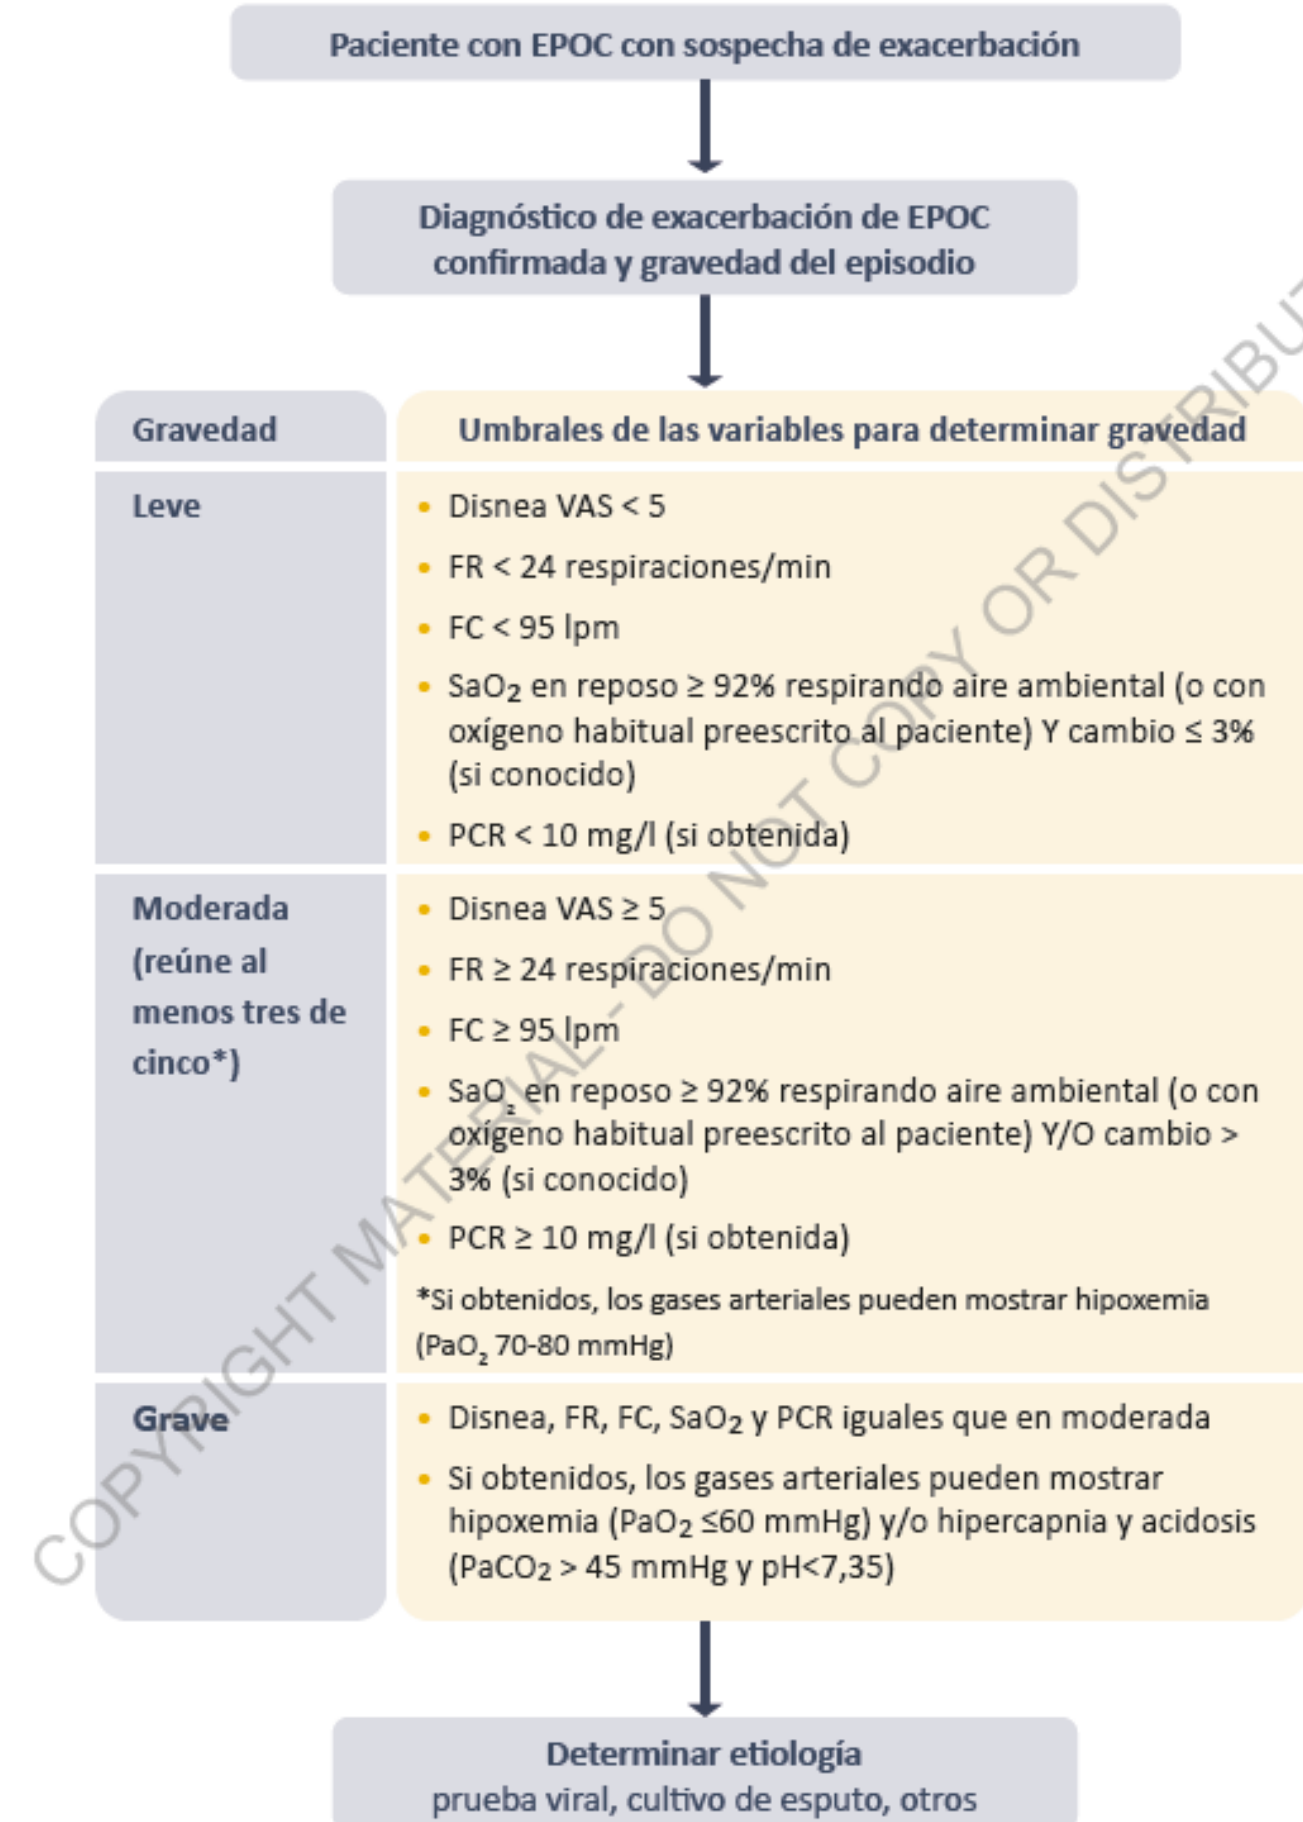 Paciente con EPOC con sospecha de exacerbación
Diagnóstico de exacerbación de EPOC
confirmada y gravedad del episodio
Gravedad
Umbrales de las variables para determinar gravedad
Leve
• Disnea VAS < 5
• FR < 24 respiraciones/min
• FC < 95 lpm
• SaO₂ en reposo ≥ 92% respirando aire ambiental (o con
oxígeno habitual preescrito al paciente) Y cambio ≤ 3%
(si conocido)
• PCR < 10 mg/l (si obtenida)
Moderada
(reúne al
menos tres de
cinco*)
• Disnea VAS ≥ 5
• FR ≥ 24 respiraciones/min
• FC ≥ 95 lpm
• SaO₂ en reposo ≥ 92% respirando aire ambiental (o con
oxígeno habitual preescrito al paciente) Y/O cambio >
3% (si conocido)
• PCR ≥ 10 mg/l (si obtenida)
*Si obtenidos, los gases arteriales pueden mostrar hipoxemia
(PaO₂ 70-80 mmHg)
Grave
• Disnea, FR, FC, SaO₂ y PCR iguales que en moderada
• Si obtenidos, los gases arteriales pueden mostrar
hipoxemia (PaO₂ ≤60 mmHg) y/o hipercapnia y acidosis
(PaCO₂ > 45 mmHg y pH<7,35)
Determinar etiología
prueba viral, cultivo de esputo, otros
COPYRIGHT MATERIAL - DO NOT COPY OR DISTRIBUT